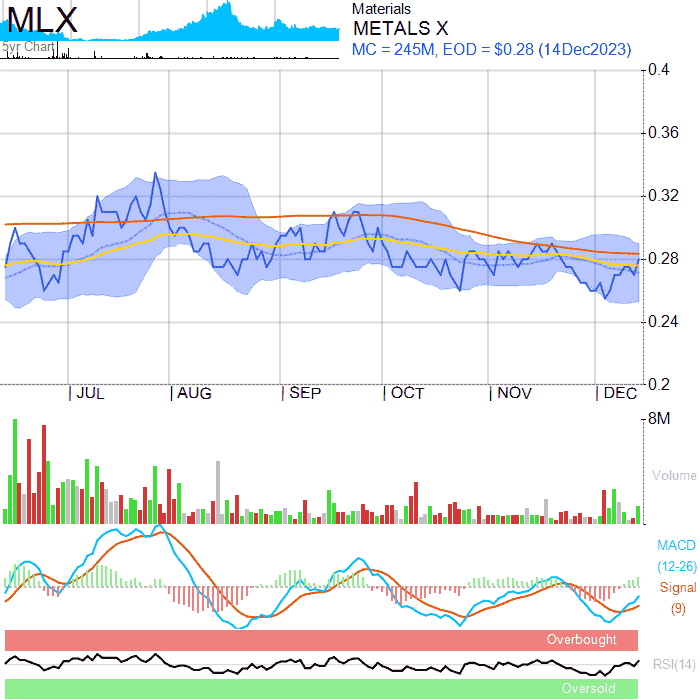 MLX
5yr Chart
Materials
METALS X
MC = 245M, EOD = $0.28 (14Dec2023)
0.4
0.36
0.32
0.28
0.24
0.2
JUL
AUG
SEP
OCT
NOV
DEC
8M
Volume
MACD
(12-26)
Signal
(9)
Overbought
RSI(14)
Oversold